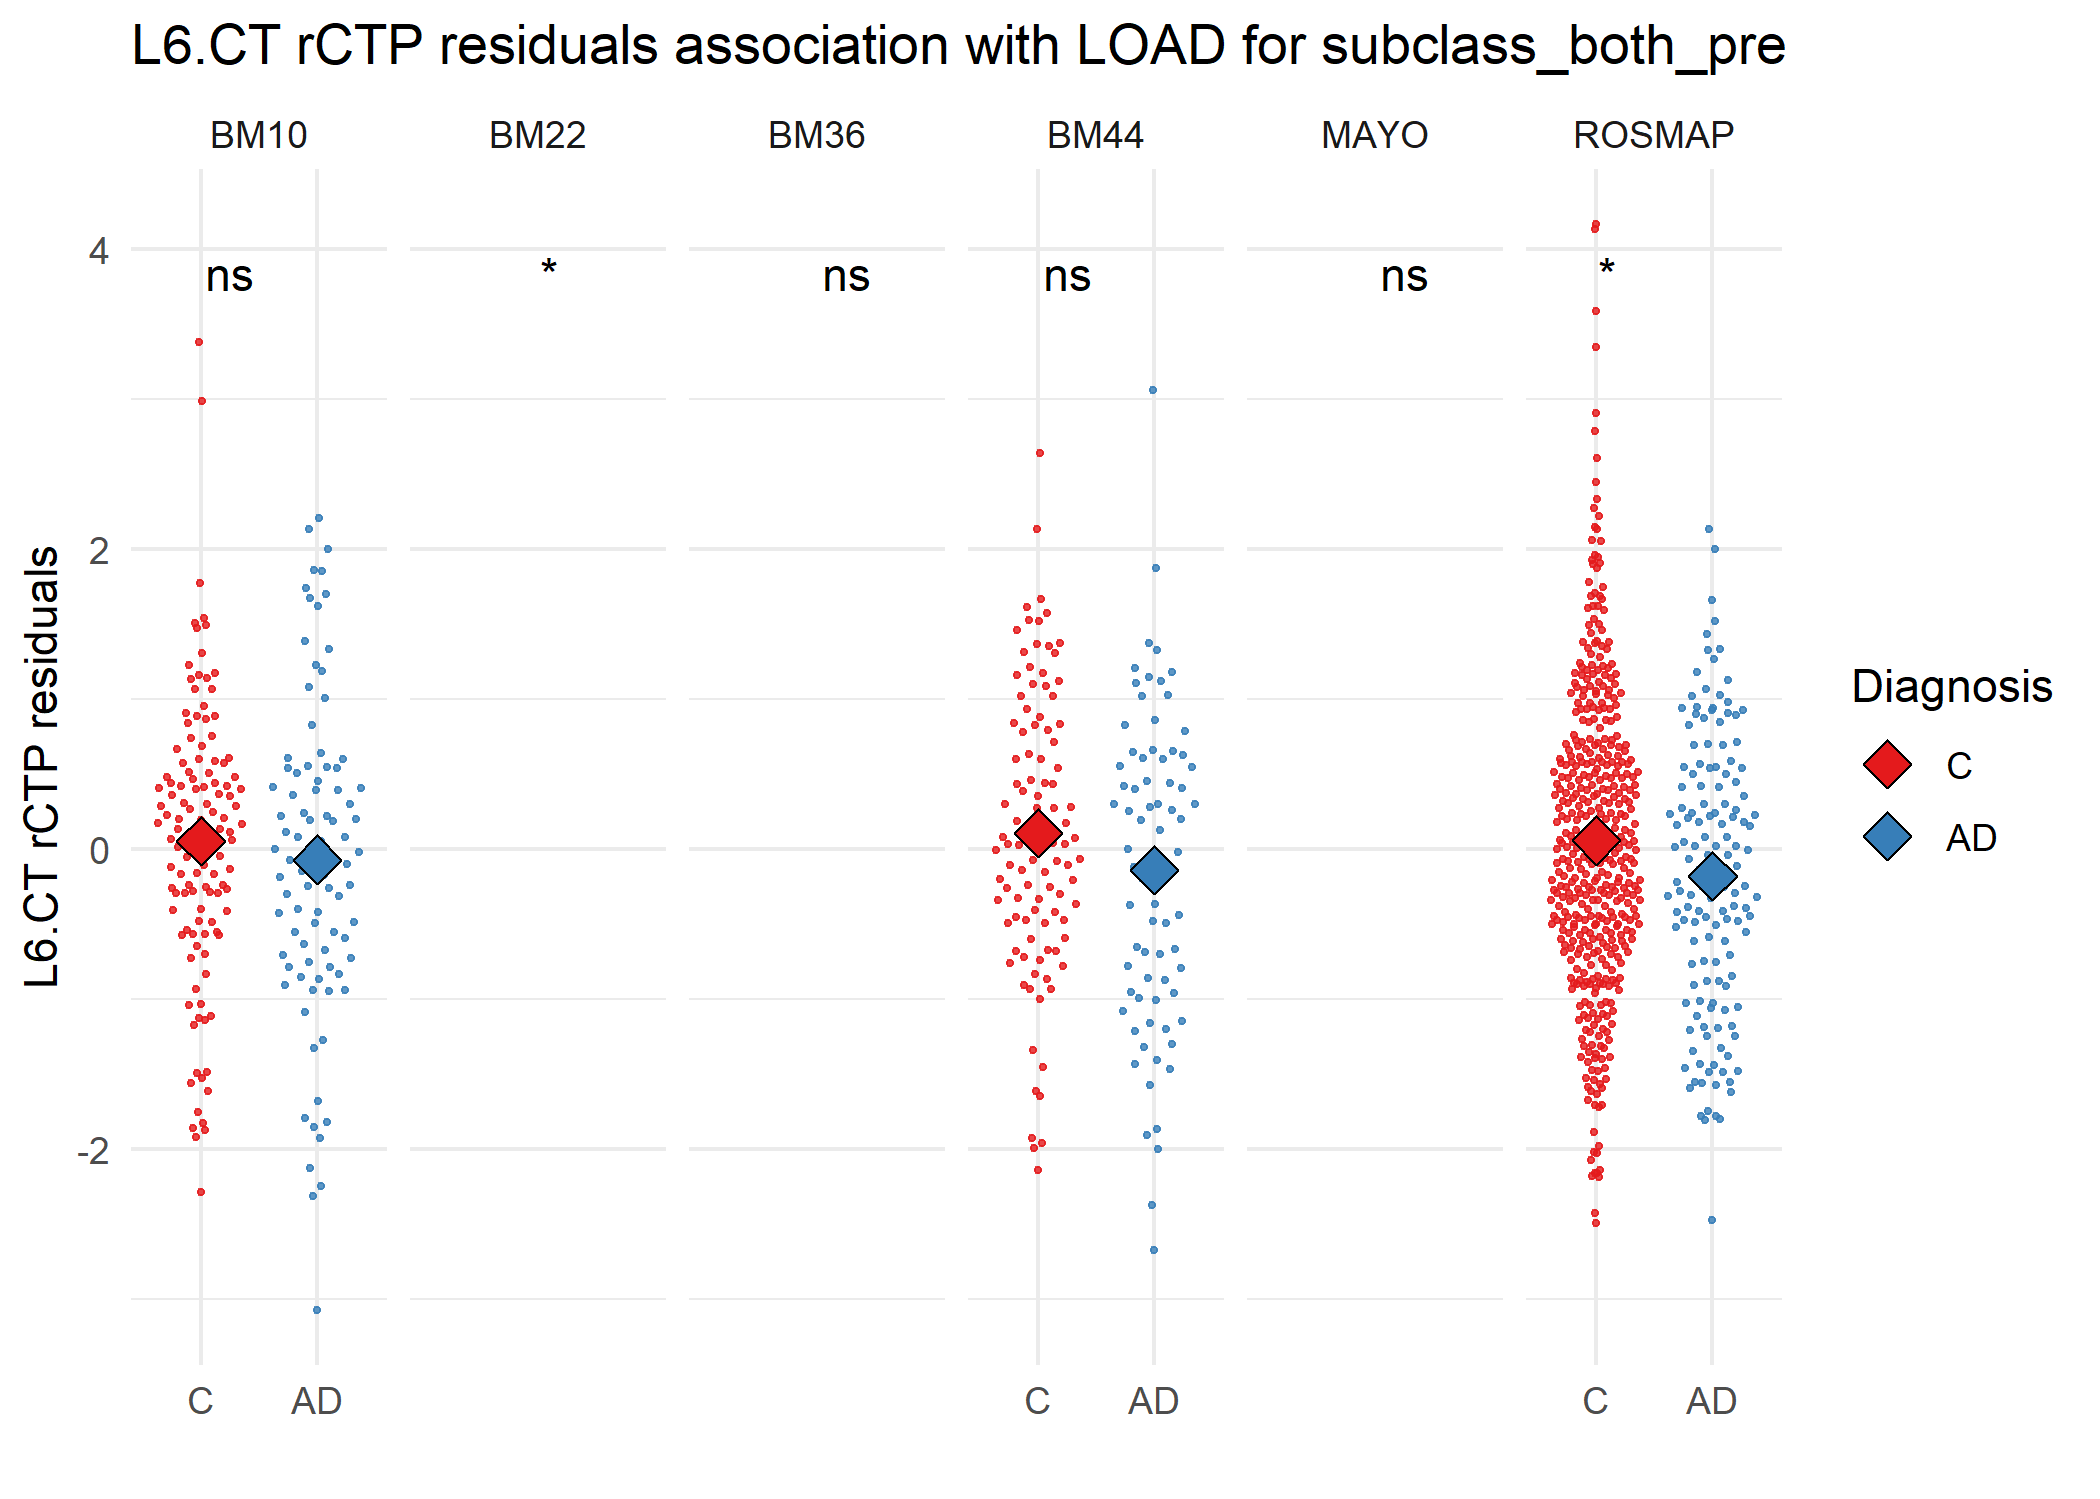 L6.CT rCTP residuals association with LOAD for subclass_both_pre
BM10 BM22 BM36 BM44 MAYO ROSMAP
4
ns * ns ns ns *
2
0
-2
L6.CT rCTP residuals
C AD C AD C AD
Diagnosis
C
AD